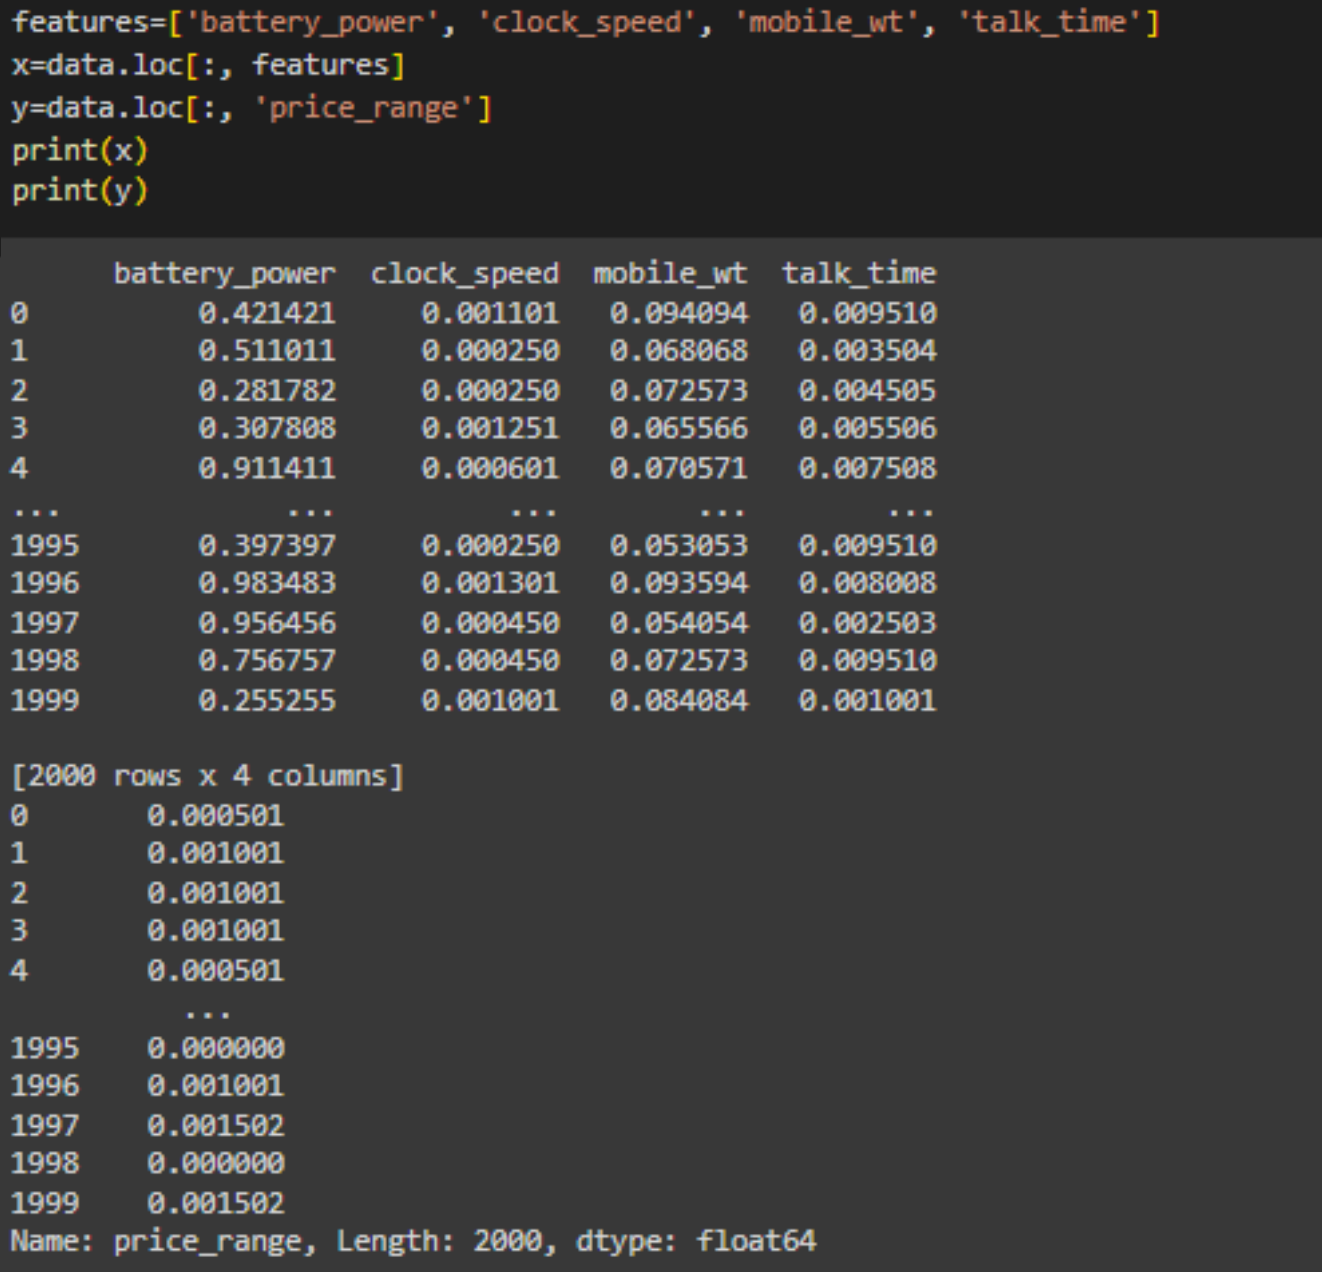 features=['battery_power', 'clock_speed', 'mobile_wt', 'talk_time']
x=data.loc[:, features]
y=data.loc[:, 'price_range']
print(x)
print(y)
battery_power clock_speed mobile_wt talk_time
0 0.421421 0.001101 0.094094 0.009510
1 0.511011 0.000250 0.068068 0.003504
2 0.281782 0.000250 0.072573 0.004505
3 0.307808 0.001251 0.065566 0.005506
4 0.911411 0.000601 0.070571 0.007508
... ... ... ... ...
1995 0.397397 0.000250 0.053053 0.009510
1996 0.983483 0.001301 0.093594 0.008008
1997 0.956456 0.000450 0.054054 0.002503
1998 0.756757 0.000450 0.072573 0.009510
1999 0.255255 0.001001 0.084084 0.001001
[2000 rows x 4 columns]
0 0.000501
1 0.001001
2 0.001001
3 0.001001
4 0.000501
...
1995 0.000000
1996 0.001001
1997 0.001502
1998 0.000000
1999 0.001502
Name: price_range, Length: 2000, dtype: float64